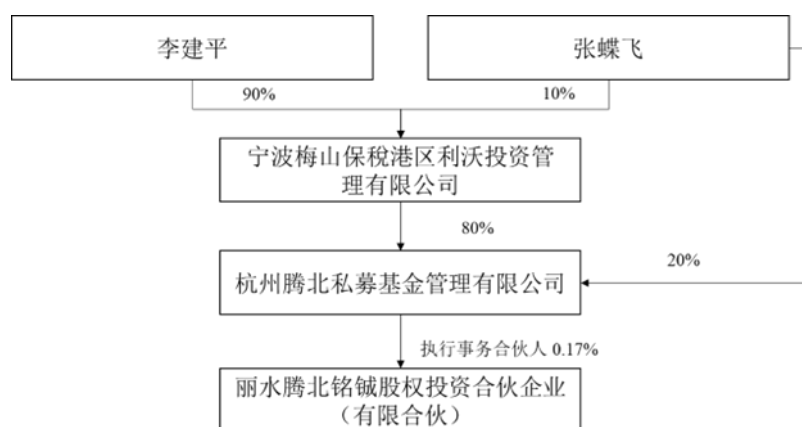 李建平
张蝶飞
90%
10%
宁波梅山保税港区利沃投资管
理有限公司
80%
20%
杭州腾北私募基金管理有限公司
执行事务合伙人 0.17%
丽水腾北铭铖股权投资合伙企业
（有限合伙）